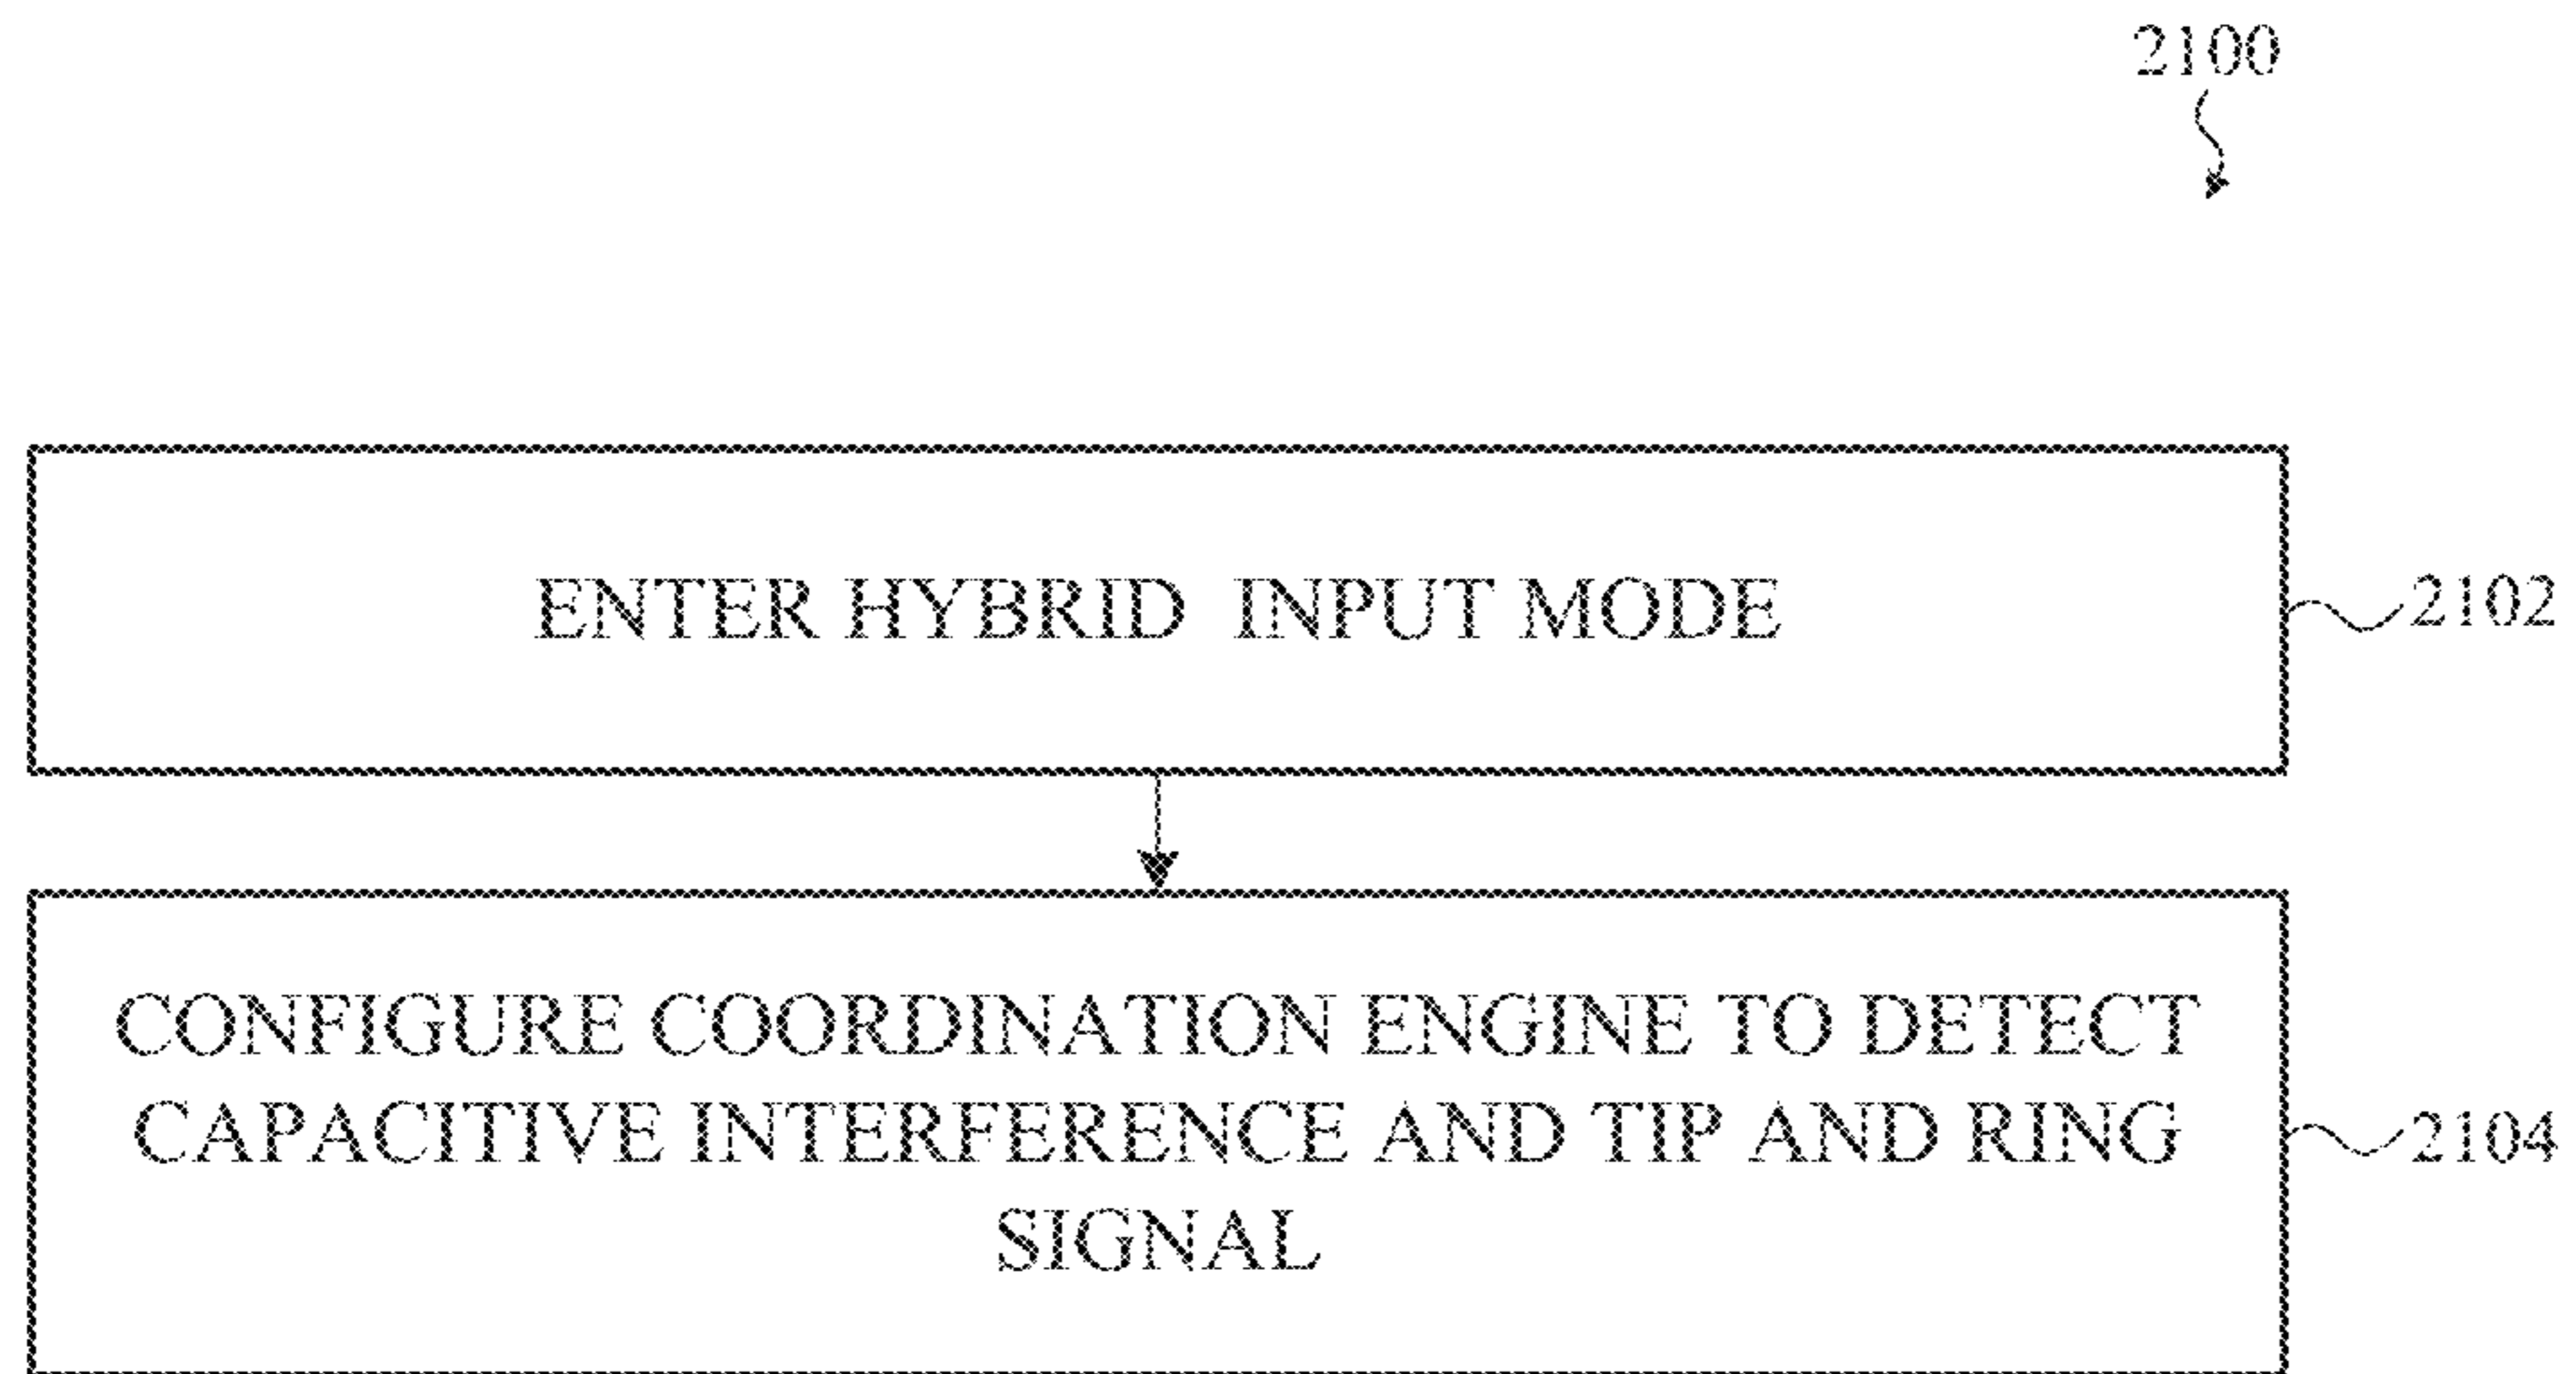 2100
ENTER HYBRID INPUT MODE
2102
CONFIGURE COORDINATION ENGINE TO DETECT
CAPACITIVE INTERFERENCE AND TIP AND RING
SIGNAL
2104